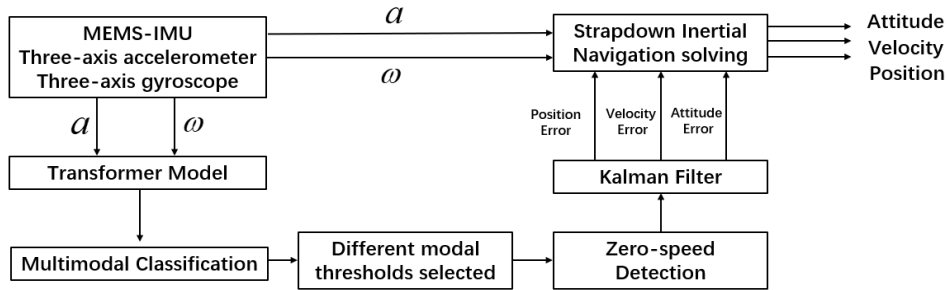 MEMS-IMU
Three-axis accelerometer
Three-axis gyroscope
a
ω
Strapdown Inertial
Navigation solving
Attitude
Velocity
Position
a
ω
Position
Error
Velocity
Error
Attitude
Error
Transformer Model
Kalman Filter
Multimodal Classification
Different modal
thresholds selected
Zero-speed
Detection